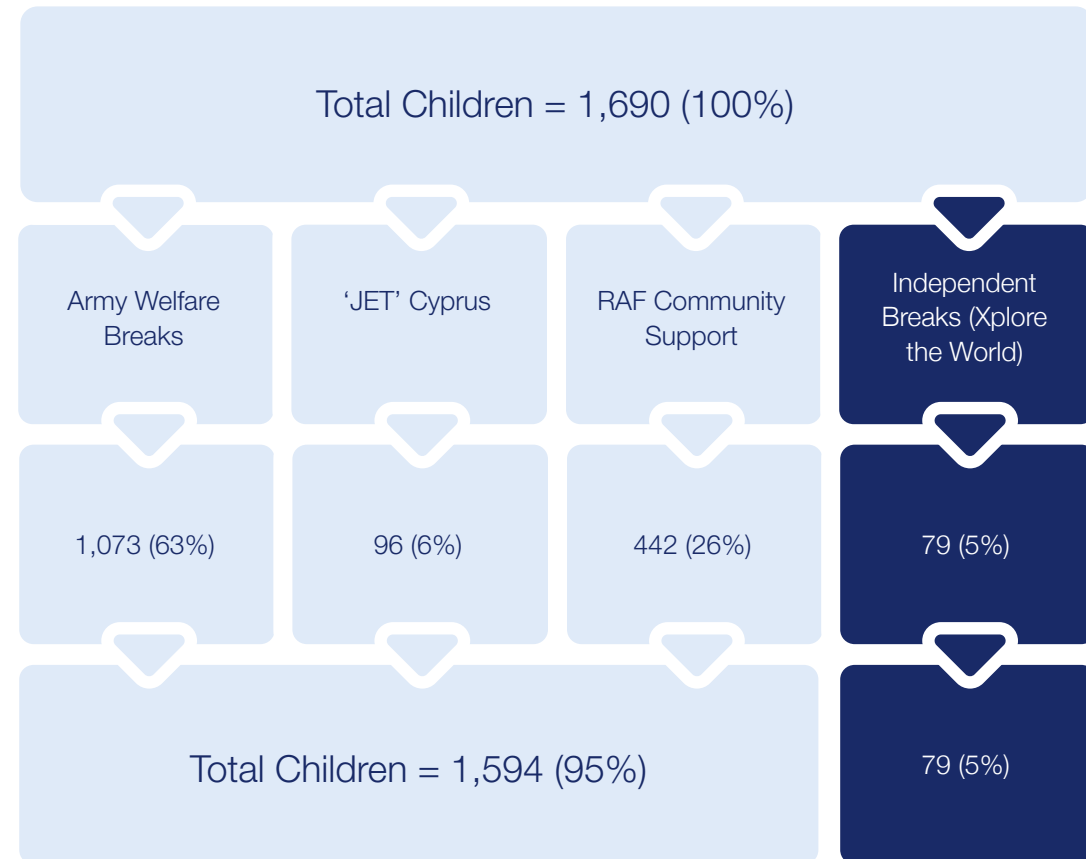 Total Children = 1,690 (100%)
Army Welfare
Breaks
‘JET’ Cyprus
RAF Community
Support
Independent
Breaks (Xplore
the World)
1,073 (63%)
96 (6%)
442 (26%)
79 (5%)
Total Children = 1,594 (95%)
79 (5%)